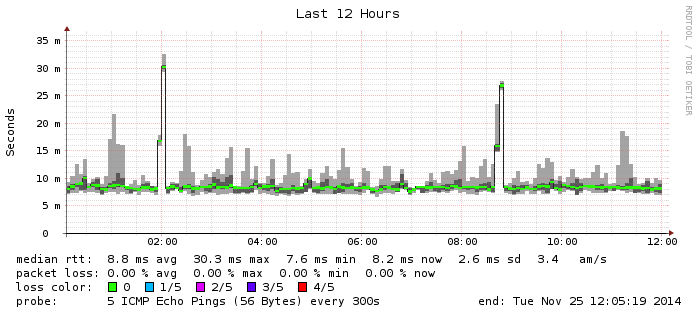 Last 12 Hours
RRDTOOL / TOBI OETIKER
Seconds
35 m
30 m
25 m
20 m
15 m
10 m
5 m
0
02:00 04:00 06:00 08:00 10:00 12:00
median rtt: 8.8 ms avg 30.3 ms max 7.6 ms min 8.2 ms now 2.6 ms sd 3.4 am/s
packet loss: 0.00 % avg 0.00 % max 0.00 % min 0.00 % now
loss color: 0 1/5 2/5 3/5 4/5
probe: 5 ICMP Echo Pings (56 Bytes) every 300s end: Tue Nov 25 12:05:19 2014